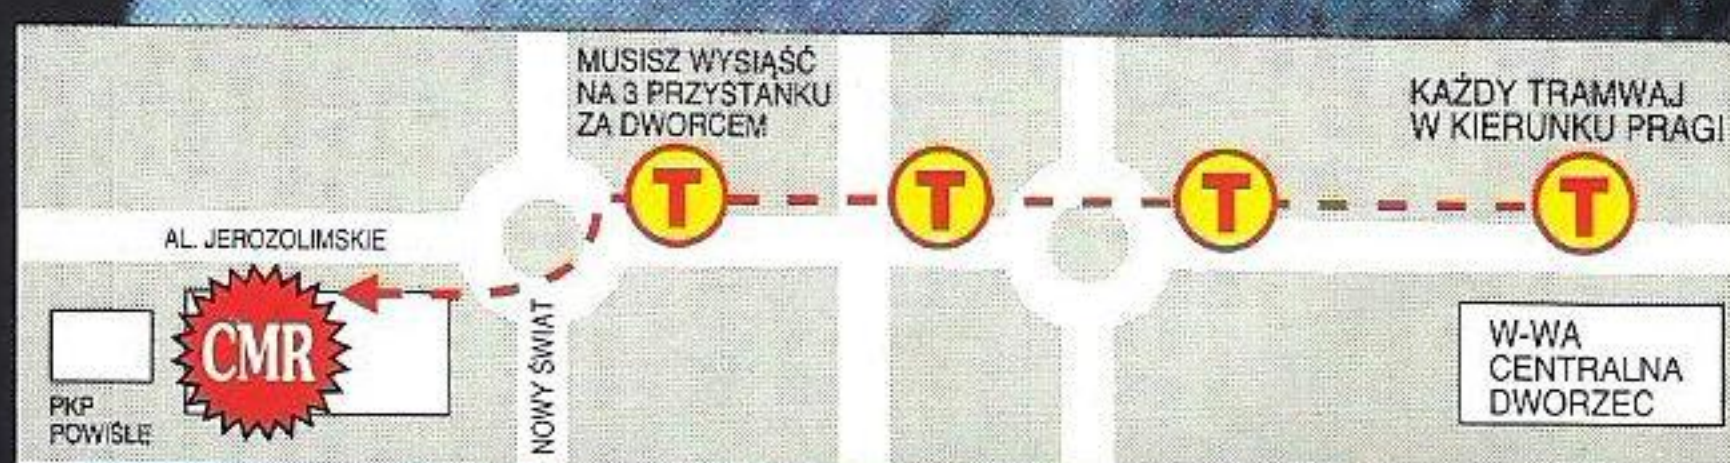 MUSISZ WYSIĄŚĆ
NA 3 PRZYSTANKU
ZA DWORCEM
KAŻDY TRAMWAJ
W KIERUNKU PRAGI
T
T
T
T
AL. JEROZOLIMSKIE
CMR
PKP
POWIŚLE
NOWY ŚWIAT
W-WA
CENTRALNA
DWORZEC